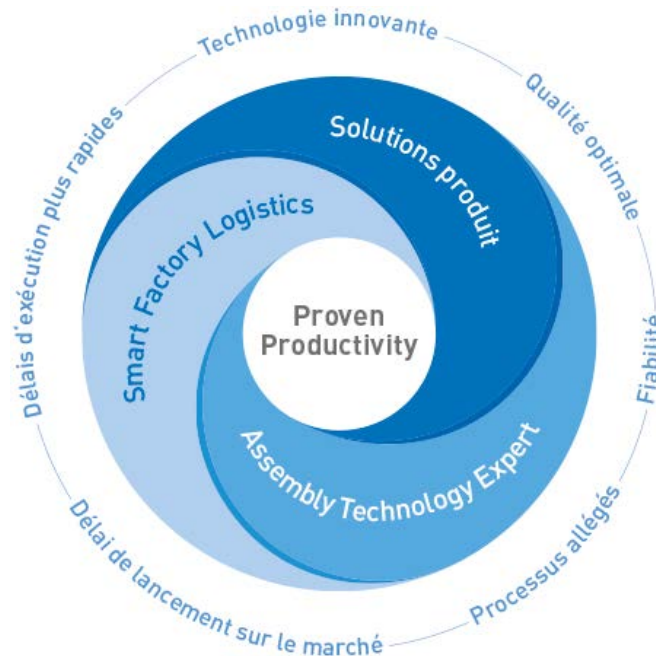 Technologie innovante
Qualité optimale
Fiabilité
Processus allégés
Délai de lancement sur le marché
Délais d'exécution plus rapides
Solutions produit
Smart Factory Logistics
Assembly Technology Expert
Proven
Productivity